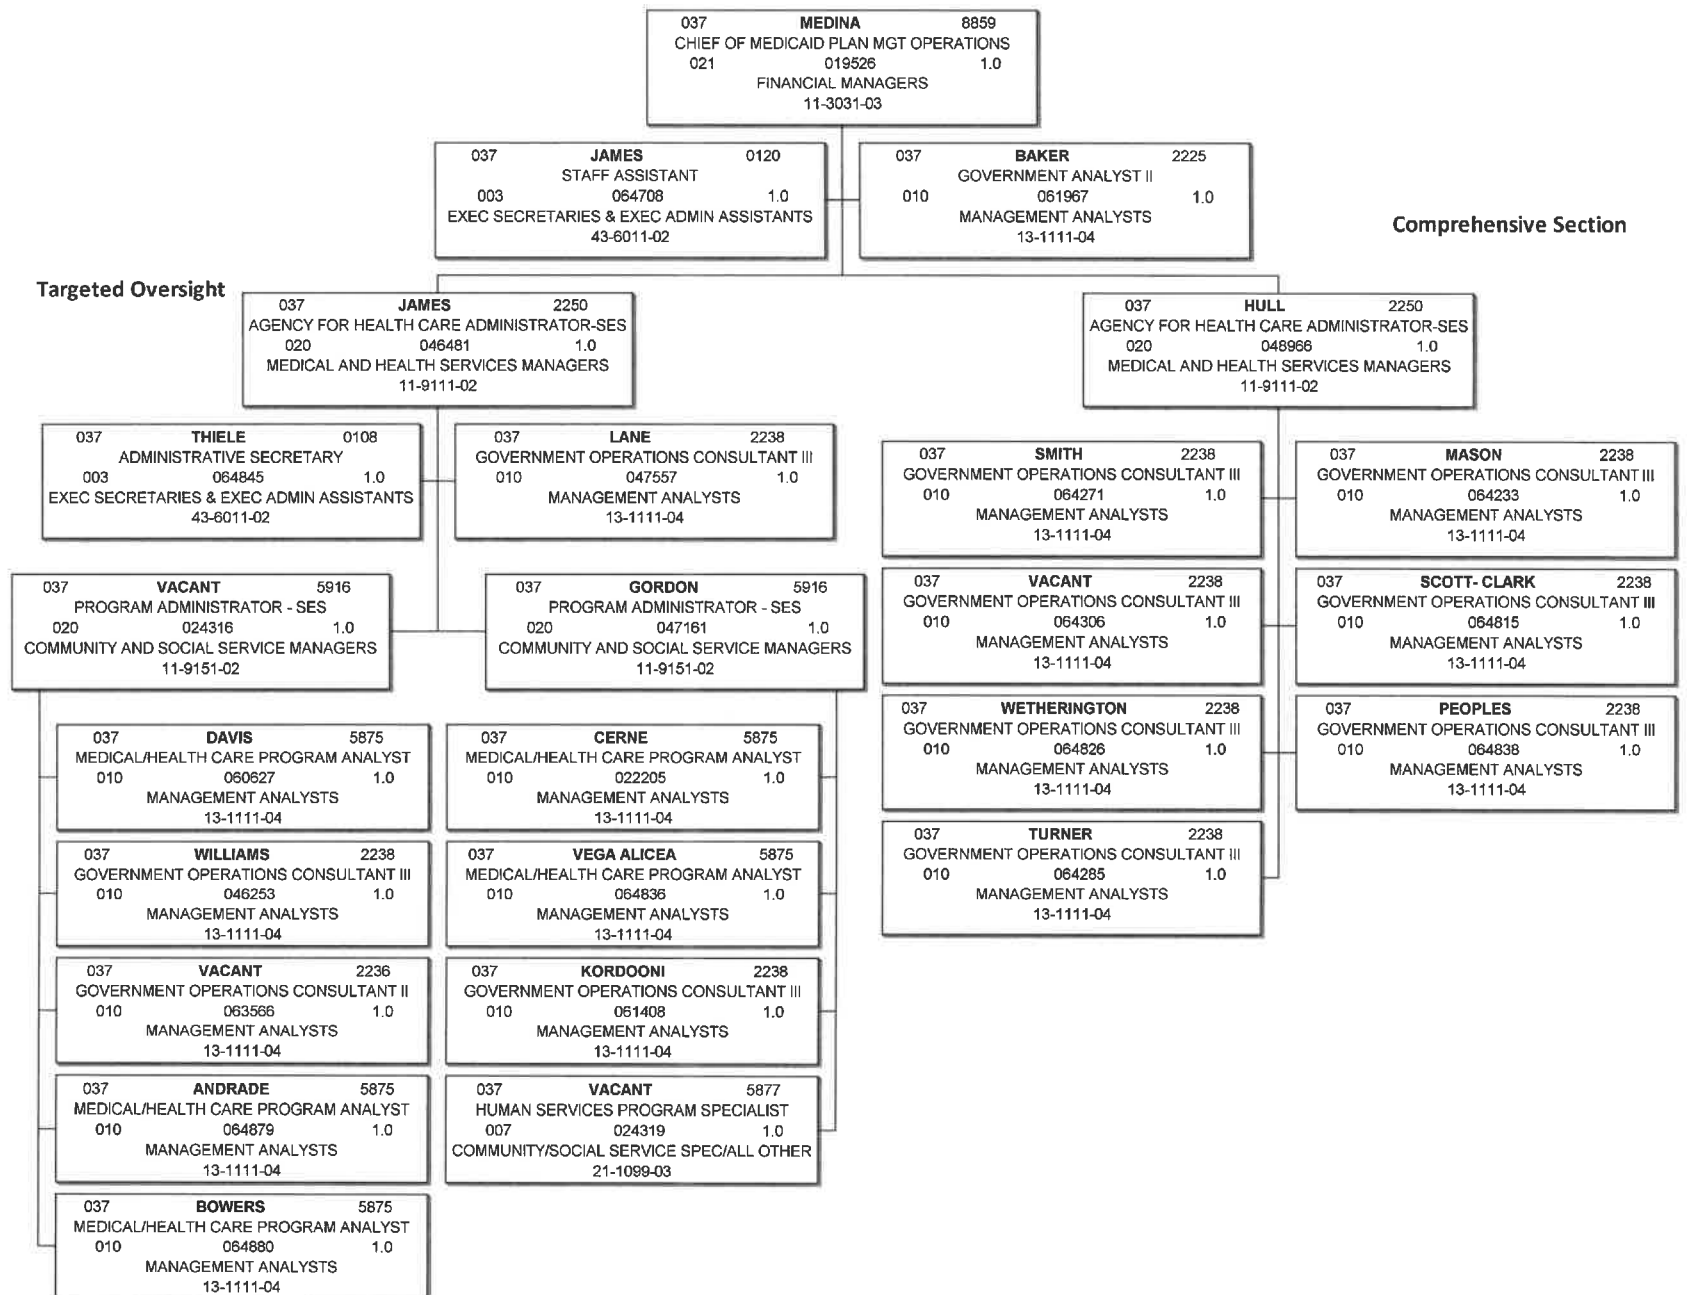 037 MEDINA 8859
CHIEF OF MEDICAID PLAN MGT OPERATIONS
021 019526 1.0
FINANCIAL MANAGERS
11-3031-03
037 JAMES 0120
STAFF ASSISTANT
003 064708 1.0
EXEC SECRETARIES & EXEC ADMIN ASSISTANTS
43-6011-02
037 BAKER 2225
GOVERNMENT ANALYST II
010 061967 1.0
MANAGEMENT ANALYSTS
13-1111-04
Comprehensive Section
Targeted Oversight
037 JAMES 2250
AGENCY FOR HEALTH CARE ADMINISTRATOR-SES
020 046481 1.0
MEDICAL AND HEALTH SERVICES MANAGERS
11-9111-02
037 HULL 2250
AGENCY FOR HEALTH CARE ADMINISTRATOR-SES
020 048966 1.0
MEDICAL AND HEALTH SERVICES MANAGERS
11-9111-02
037 THIELE 0108
ADMINISTRATIVE SECRETARY
003 064845 1.0
EXEC SECRETARIES & EXEC ADMIN ASSISTANTS
43-6011-02
037 LANE 2238
GOVERNMENT OPERATIONS CONSULTANT III
010 047557 1.0
MANAGEMENT ANALYSTS
13-1111-04
037 VACANT 5916
PROGRAM ADMINISTRATOR - SES
020 024316 1.0
COMMUNITY AND SOCIAL SERVICE MANAGERS
11-9151-02
037 GORDON 5916
PROGRAM ADMINISTRATOR - SES
020 047161 1.0
COMMUNITY AND SOCIAL SERVICE MANAGERS
11-9151-02
037 DAVIS 5875
MEDICAL/HEALTH CARE PROGRAM ANALYST
010 060627 1.0
MANAGEMENT ANALYSTS
13-1111-04
037 WILLIAMS 2238
GOVERNMENT OPERATIONS CONSULTANT III
010 046253 1.0
MANAGEMENT ANALYSTS
13-1111-04
037 VACANT 2236
GOVERNMENT OPERATIONS CONSULTANT II
010 063566 1.0
MANAGEMENT ANALYSTS
13-1111-04
037 ANDRADE 5875
MEDICAL/HEALTH CARE PROGRAM ANALYST
010 064879 1.0
MANAGEMENT ANALYSTS
13-1111-04
037 BOWERS 5875
MEDICAL/HEALTH CARE PROGRAM ANALYST
010 064880 1.0
MANAGEMENT ANALYSTS
13-1111-04
037 CERNE 5875
MEDICAL/HEALTH CARE PROGRAM ANALYST
010 022205 1.0
MANAGEMENT ANALYSTS
13-1111-04
037 VEGA ALICEA 5875
MEDICAL/HEALTH CARE PROGRAM ANALYST
010 064836 1.0
MANAGEMENT ANALYSTS
13-1111-04
037 KORDOONI 2238
GOVERNMENT OPERATIONS CONSULTANT III
010 061408 1.0
MANAGEMENT ANALYSTS
13-1111-04
037 VACANT 5877
HUMAN SERVICES PROGRAM SPECIALIST
007 024319 1.0
COMMUNITY/SOCIAL SERVICE SPEC/ALL OTHER
21-1099-03
037 SMITH 2238
GOVERNMENT OPERATIONS CONSULTANT III
010 064271 1.0
MANAGEMENT ANALYSTS
13-1111-04
037 MASON 2238
GOVERNMENT OPERATIONS CONSULTANT III
010 064233 1.0
MANAGEMENT ANALYSTS
13-1111-04
037 VACANT 2238
GOVERNMENT OPERATIONS CONSULTANT III
010 064306 1.0
MANAGEMENT ANALYSTS
13-1111-04
037 SCOTT- CLARK 2238
GOVERNMENT OPERATIONS CONSULTANT III
010 064815 1.0
MANAGEMENT ANALYSTS
13-1111-04
037 WETHERINGTON 2238
GOVERNMENT OPERATIONS CONSULTANT III
010 064826 1.0
MANAGEMENT ANALYSTS
13-1111-04
037 PEOPLES 2238
GOVERNMENT OPERATIONS CONSULTANT III
010 064838 1.0
MANAGEMENT ANALYSTS
13-1111-04
037 TURNER 2238
GOVERNMENT OPERATIONS CONSULTANT III
010 064285 1.0
MANAGEMENT ANALYSTS
13-1111-04